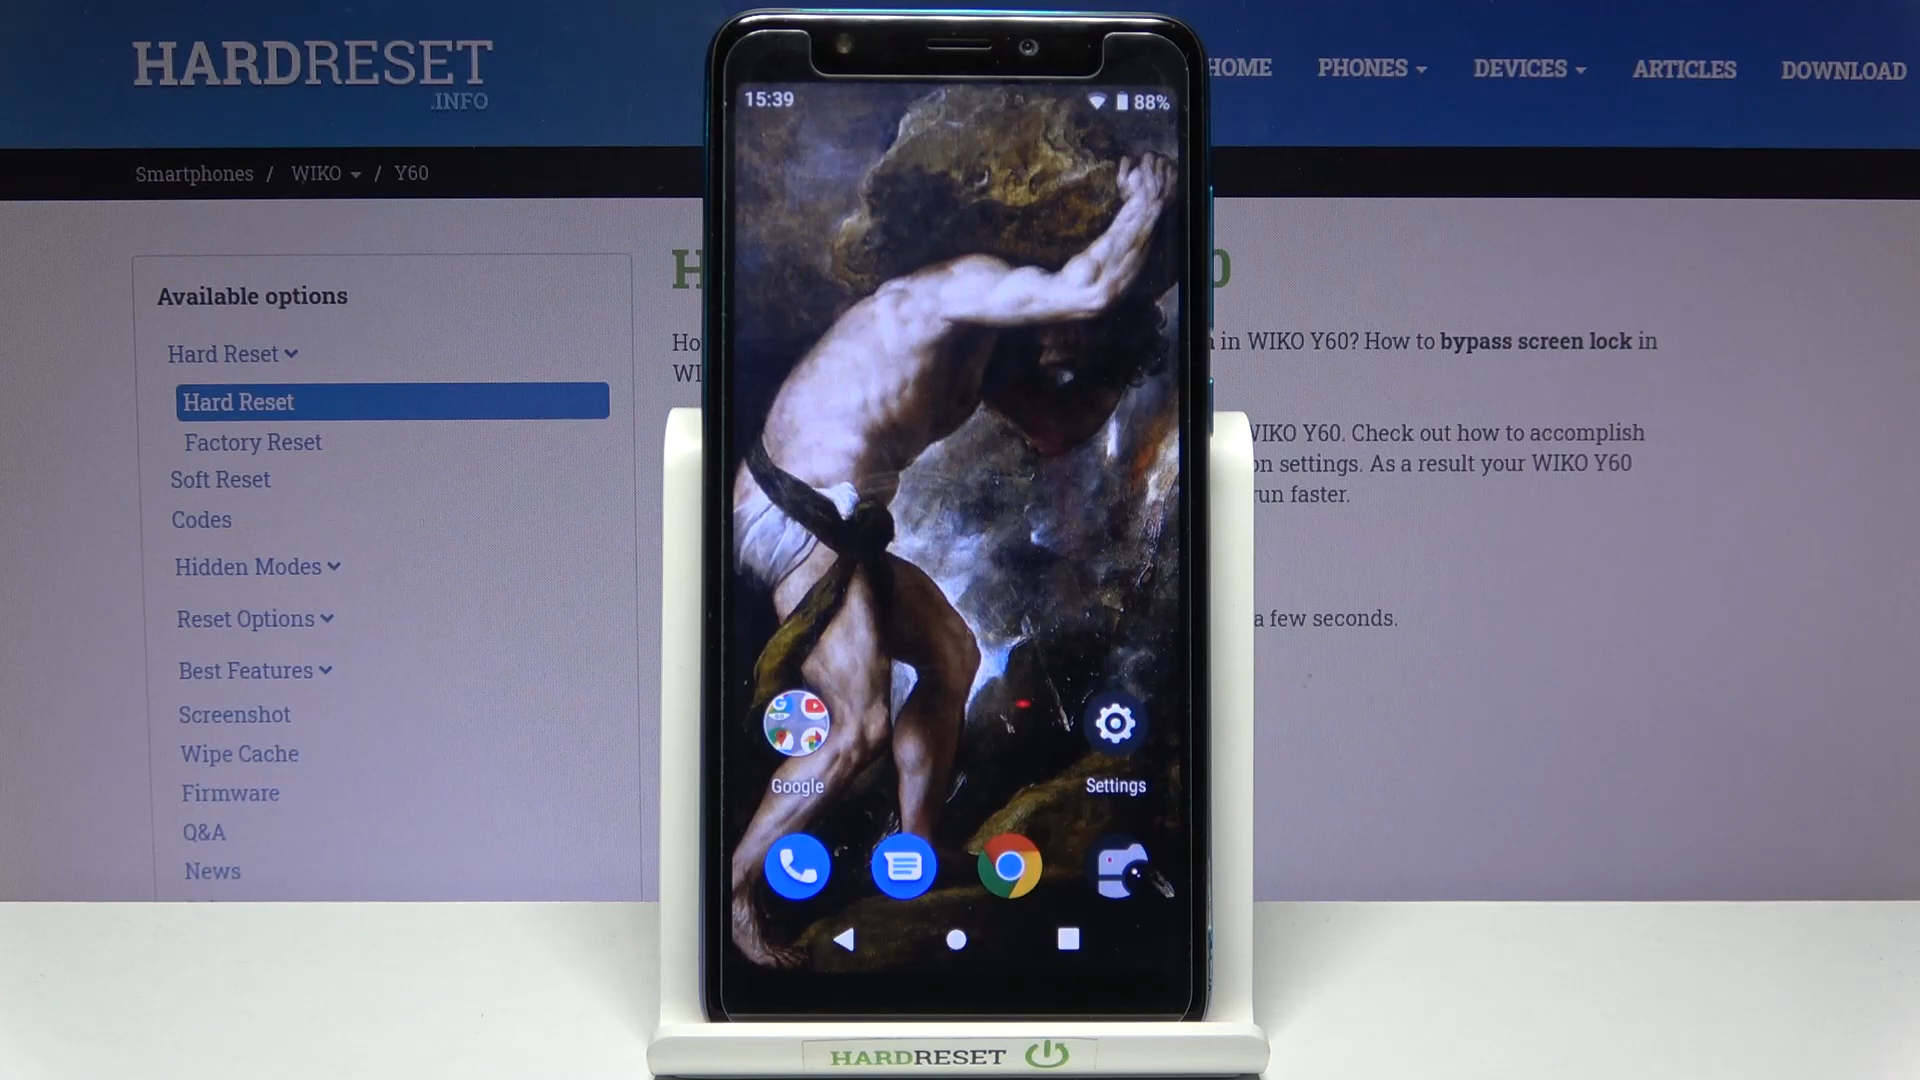 HARDRESET
.INFO
HOME PHONES DEVICES ARTICLES DOWNLOAD
Smartphones / WIKO / Y60
Available options
Hard Reset
Hard Reset
Factory Reset
Soft Reset
Codes
Hidden Modes
Reset Options
Best Features
Screenshot
Wipe Cache
Firmware
Q&A
News
in WIKO Y60? How to bypass screen lock in
WIKO Y60. Check out how to accomplish
on settings. As a result your WIKO Y60
run faster.
a few seconds.
15:39
88%
Google
Settings
HARDRESET